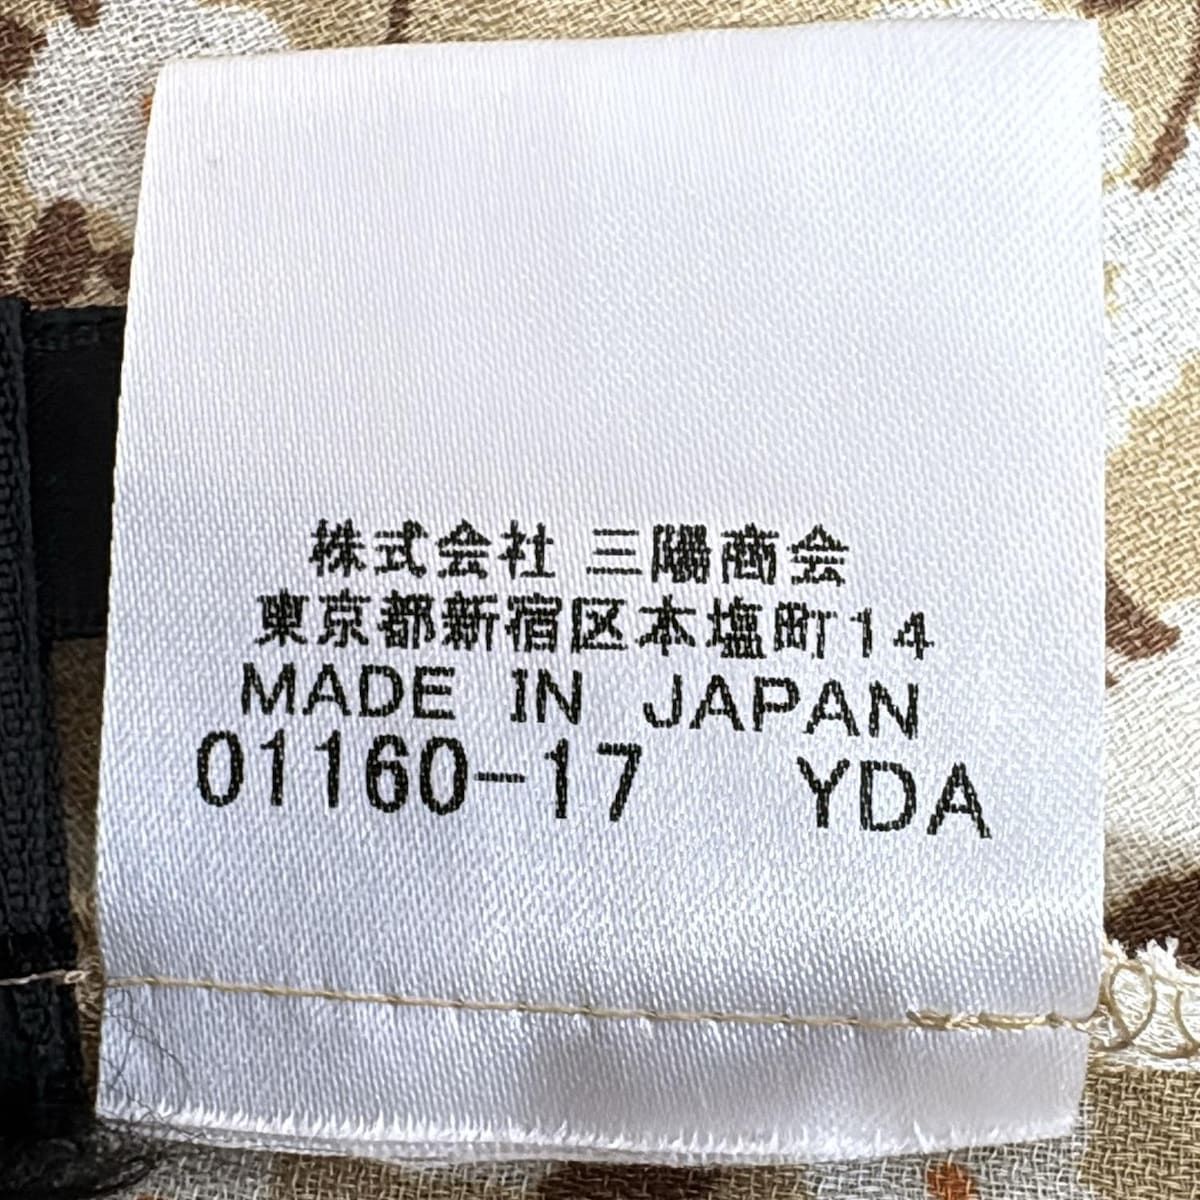 株式会社 三陽商会
東京都新宿区本塩町14
MADE IN JAPAN
01160-17 YDA